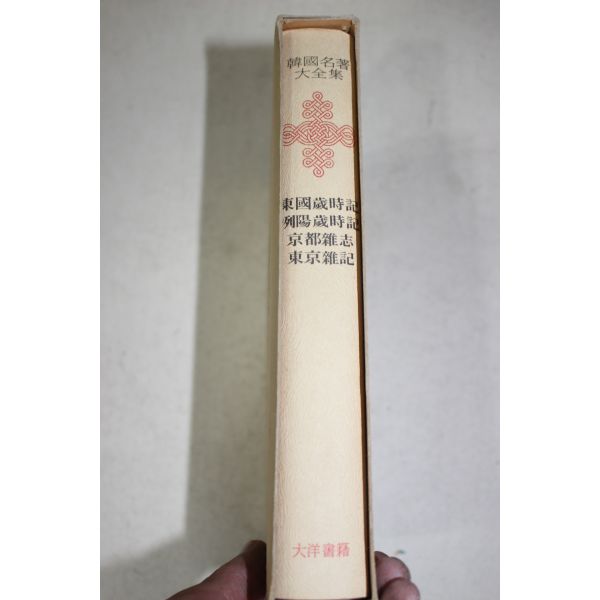 韓國名著
大全集
東國歲時記
列陽歲時記
京都雜志
東京雜記
大洋書籍